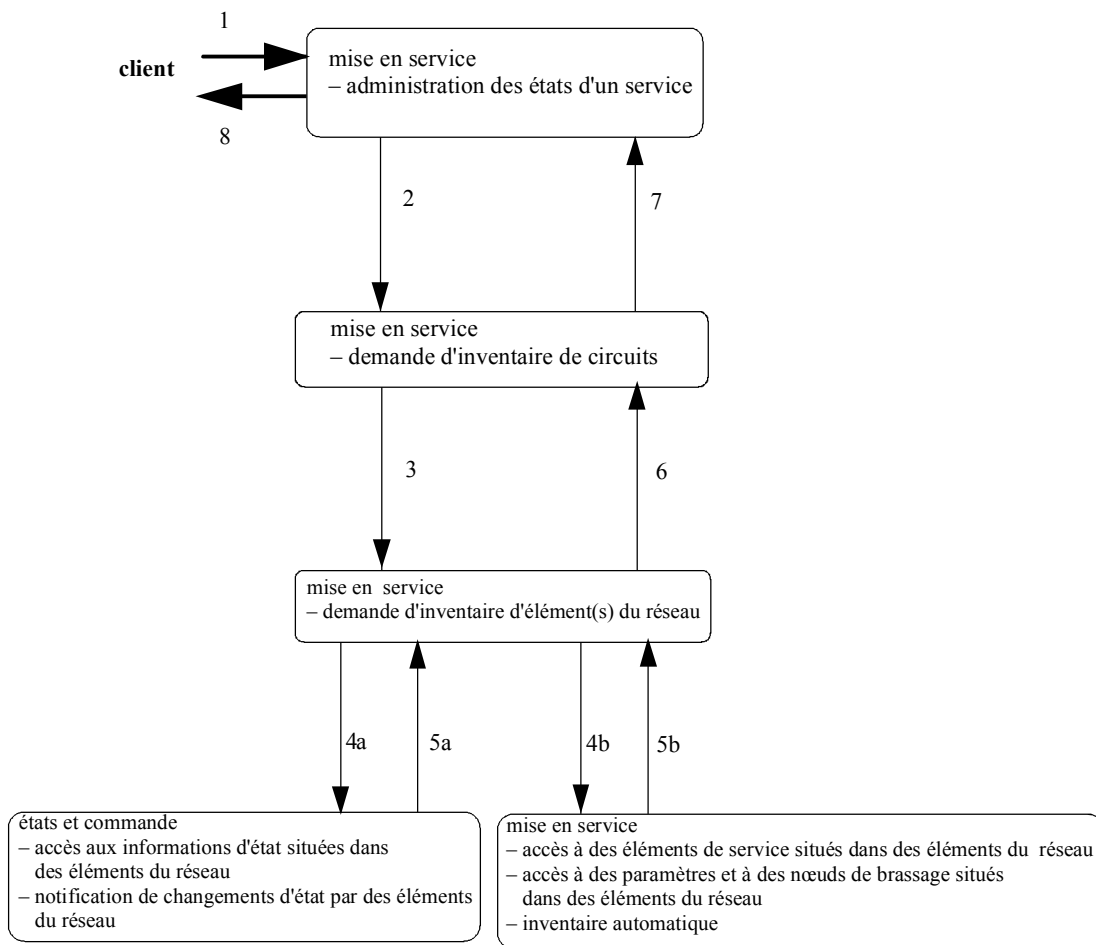 1
client
8
mise en service
– administration des états d'un service
2
7
mise en service
– demande d'inventaire de circuits
3
6
mise en service
– demande d'inventaire d'élément(s) du réseau
4a
5a
4b
5b
états et commande
– accès aux informations d'état situées dans
des éléments du réseau
– notification de changements d'état par des éléments
du réseau
mise en service
– accès à des éléments de service situés dans des éléments du réseau
– accès à des paramètres et à des nœuds de brassage situés
dans des éléments du réseau
– inventaire automatique